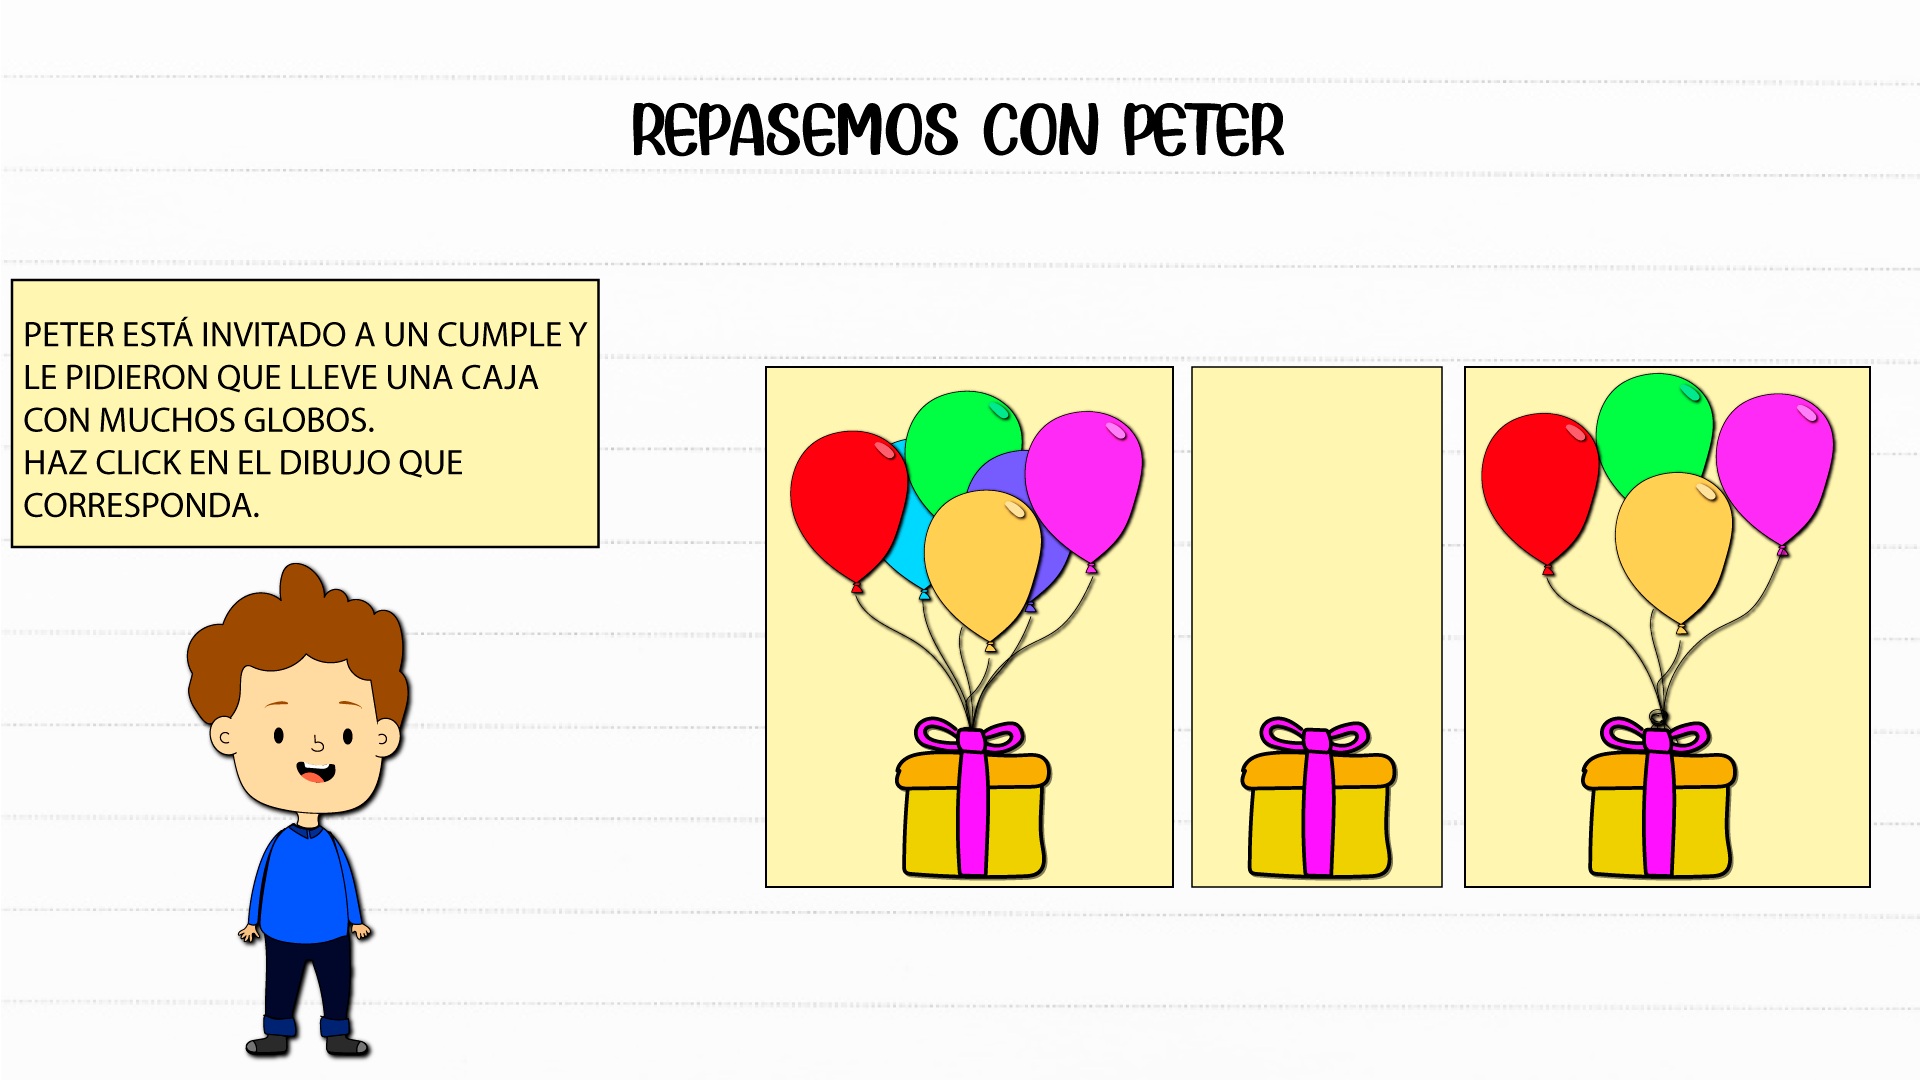 REPASEMOS CON PETER
PETER ESTÁ INVITADO A UN CUMPLE Y
LE PIDIERON QUE LLEVE UNA CAJA
CON MUCHOS GLOBOS.
HAZ CLICK EN EL DIBUJO QUE
CORRESPONDA.